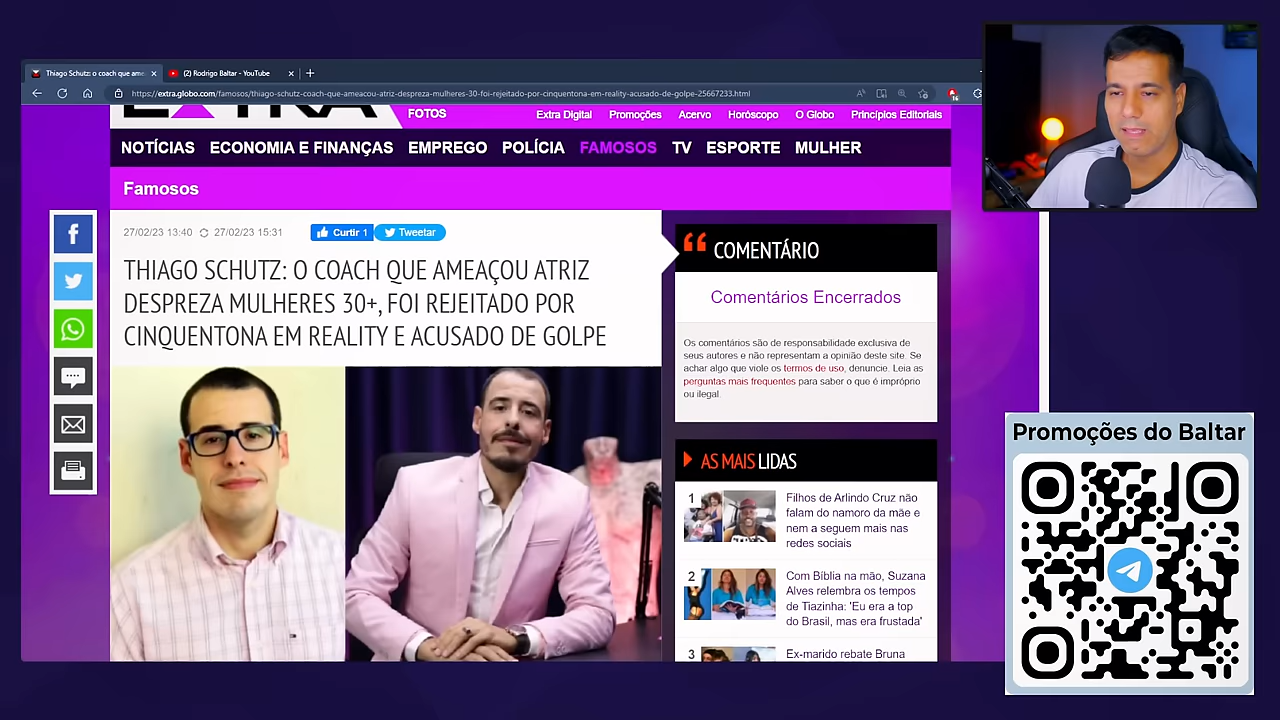 Thiago Schutz: o coach que ame
(2) Rodrigo Baltar - YouTube
https://extra.globo.com/famosos/thiago-schutz-coach-que-ameacou-atriz-despreza-mulheres-30-foi-rejeitado-por-cinquentona-em-reality-acusado-de-golpe-25667233.html
16
EXTRA
FOTOS
Extra Digital Promoções Acervo Horóscopo O Globo Princípios Editoriais
NOTÍCIAS ECONOMIA E FINANÇAS EMPREGO POLÍCIA FAMOSOS TV ESPORTE MULHER
Famosos
27/02/23 13:40 27/02/23 15:31 Curtir 1 Tweetar
THIAGO SCHUTZ: O COACH QUE AMEAÇOU ATRIZ
DESPREZA MULHERES 30+, FOI REJEITADO POR
CINQUENTONA EM REALITY E ACUSADO DE GOLPE
COMENTÁRIO
Comentários Encerrados
Os comentários são de responsabilidade exclusiva de
seus autores e não representam a opinião deste site. Se
achar algo que viole os termos de uso, denuncie. Leia as
perguntas mais frequentes para saber o que é impróprio
ou ilegal.
AS MAIS LIDAS
1
Filhos de Arlindo Cruz não
falam do namoro da mãe e
nem a seguem mais nas
redes sociais
2
Com Bíblia na mão, Suzana
Alves relembra os tempos
de Tiazinha: 'Eu era a top
do Brasil, mas era frustada'
3
Ex-marido rebate Bruna
Promoções do Baltar